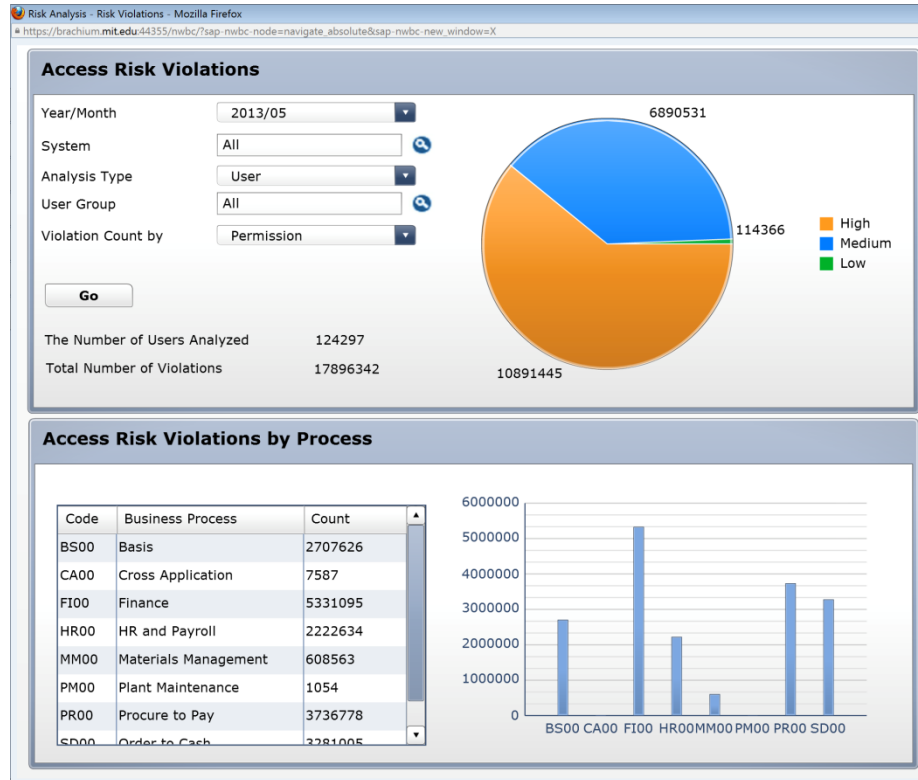 Risk Analysis - Risk Violations - Mozilla Firefox
https://brachium.mit.edu:44355/nwbc/?sap-nwbc-node=navigate_absolute&sap-nwbc-new_window=X
Access Risk Violations
Year/Month 2013/05
System All
Analysis Type User
User Group All
Violation Count by Permission
Go
The Number of Users Analyzed 124297
Total Number of Violations 17896342
6890531
114366
10891445
High
Medium
Low
Access Risk Violations by Process
Code Business Process Count
BS00 Basis 2707626
CA00 Cross Application 7587
FI00 Finance 5331095
HR00 HR and Payroll 2222634
MM00 Materials Management 608563
PM00 Plant Maintenance 1054
PR00 Procure to Pay 3736778
SD00 Order to Cash 3281005
6000000
5000000
4000000
3000000
2000000
1000000
0
BS00 CA00 FI00 HR00 MM00 PM00 PR00 SD00